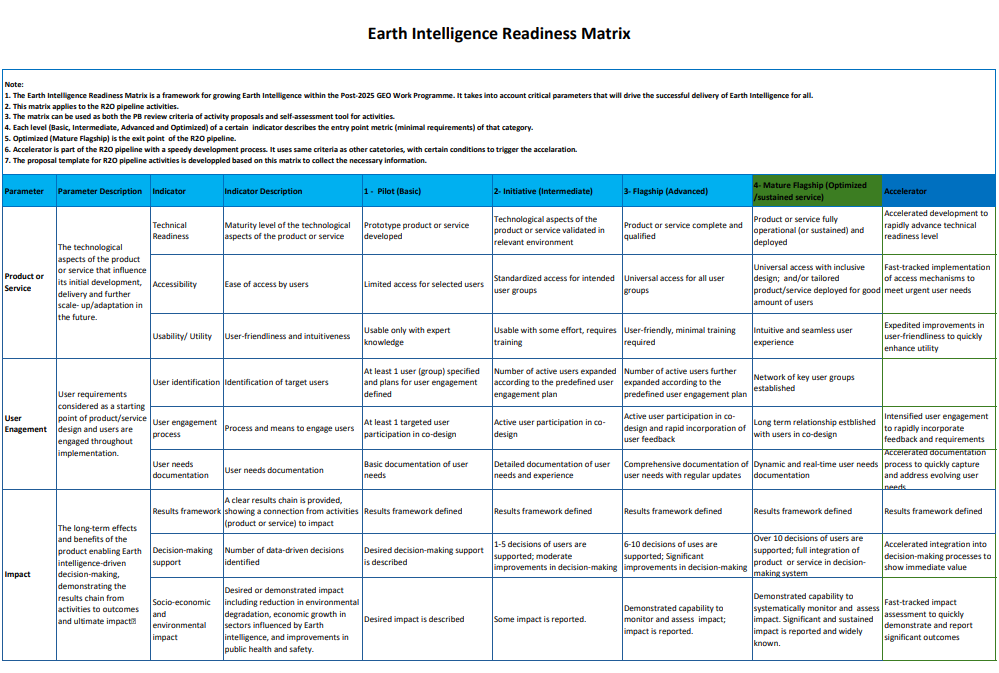 Earth Intelligence Readiness Matrix
Note:
1. The Earth Intelligence Readiness Matrix is a framework for growing Earth Intelligence within the Post-2025 GEO Work Programme. It takes into account critical parameters that will drive the successful delivery of Earth Intelligence for all.
2. This matrix applies to the R2O pipeline activities.
3. The matrix can be used as both the PB review criteria of activity proposals and self-assessment tool for activities.
4. Each level (Basic, Intermediate, Advanced and Optimized) of a certain indicator describes the entry point metric (minimal requirements) of that category.
5. Optimized (Mature Flagship) is the exit point of the R2O pipeline.
6. Accelerator is part of the R2O pipeline with a speedy development process. It uses same criteria as other catetories, with certain conditions to trigger the accelaration.
7. The proposal template for R2O pipeline activities is developpled based on this matrix to collect the necessary information.
Parameter
Parameter Description
Indicator
Indicator Description
1 - Pilot (Basic)
2- Initiative (Intermediate)
3- Flagship (Advanced)
4- Mature Flagship (Optimized
/sustained service)
Accelerator
Product or
Service
The technological
aspects of the product
or service that influence
its initial development,
delivery and further
scale- up/adaptation in
the future.
Technical
Readiness
Maturity level of the technological
aspects of the product or service
Prototype product or service
developed
Technological aspects of the
product or service validated in
relevant environment
Product or service complete and
qualified
Product or service fully
operational (or sustained) and
deployed
Accelerated development to
rapidly advance technical
readiness level
Accessibility
Ease of access by users
Limited access for selected users
Standardized access for intended
user groups
Universal access for all user
groups
Universal access with inclusive
design; and/or tailored
product/service deployed for good
amount of users
Fast-tracked implementation
of access mechanisms to
meet urgent user needs
Usability/ Utility
User-friendliness and intuitiveness
Usable only with expert
knowledge
Usable with some effort, requires
training
User-friendly, minimal training
required
Intuitive and seamless user
experience
Expedited improvements in
user-friendliness to quickly
enhance utility
User
Enagement
User requirements
considered as a starting
point of product/service
design and users are
engaged throughout
implementation.
User identification
Identification of target users
At least 1 user (group) specified
and plans for user engagement
defined
Number of active users expanded
according to the predefined user
engagement plan
Number of active users further
expanded according to the
predefined user engagement plan
Network of key user groups
established
User engagement
process
Process and means to engage users
At least 1 targeted user
participation in co-design
Active user participation in co-
design
Active user participation in co-
design and rapid incorporation of
user feedback
Long term relationship estblished
with users in co-design
Intensified user engagement
to rapidly incorporate
feedback and requirements
User needs
documentation
User needs documentation
Basic documentation of user
needs
Detailed documentation of user
needs and experience
Comprehensive documentation of
user needs with regular updates
Dynamic and real-time user needs
documentation
Accelerated documentation
process to quickly capture
and address evolving user
needs
Impact
The long-term effects
and benefits of the
product enabling Earth
intelligence-driven
decision-making,
demonstrating the
results chain from
activities to outcomes
and ultimate impact
Results framework
A clear results chain is provided,
showing a connection from activities
(product or service) to impact
Results framework defined
Results framework defined
Results framework defined
Results framework defined
Results framework defined
Decision-making
support
Number of data-driven decisions
identified
Desired decision-making support
is described
1-5 decisions of users are
supported; moderate
improvements in decision-making
6-10 decisions of uses are
supported; Significant
improvements in decision-making
Over 10 decisions of users are
supported; full integration of
product or service in decision-
making system
Accelerated integration into
decision-making processes to
show immediate value
Socio-economic
and
environmental
impact
Desired or demonstrated impact
including reduction in environmental
degradation, economic growth in
sectors influenced by Earth
intelligence, and improvements in
public health and safety.
Desired impact is described
Some impact is reported.
Demonstrated capability to
monitor and assess impact;
impact is reported.
Demonstrated capability to
systematically monitor and assess
impact. Significant and sustained
impact is reported and widely
known.
Fast-tracked impact
assessment to quickly
demonstrate and report
significant outcomes